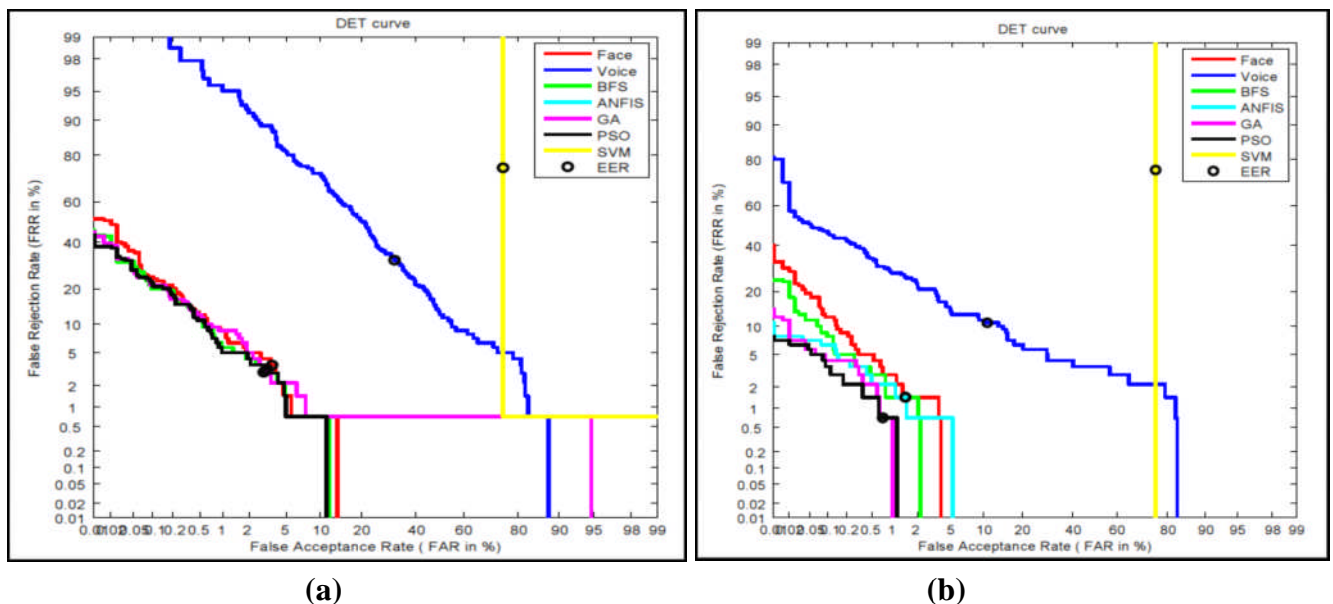 DET curve
99
98
95
90
80
60
40
20
10
5
2
1
0.5
0.2
0.1
0.05
0.02
0.01
False Rejection Rate (FRR in %)
Face
Voice
BFS
ANFIS
GA
PSO
SVM
EER
0.5 1 2 5 10 20 40 60 80 90 95 98 99
False Acceptance Rate ( FAR in %)
(a)
DET curve
99
98
95
90
80
60
40
20
10
5
2
1
0.5
0.2
0.1
0.05
0.02
0.01
False Rejection Rate (FRR in %)
Face
Voice
BFS
ANFIS
GA
PSO
SVM
EER
0.2 0.5 1 2 5 10 20 40 60 80 90 95 98 99
False Acceptance Rate ( FAR in %)
(b)